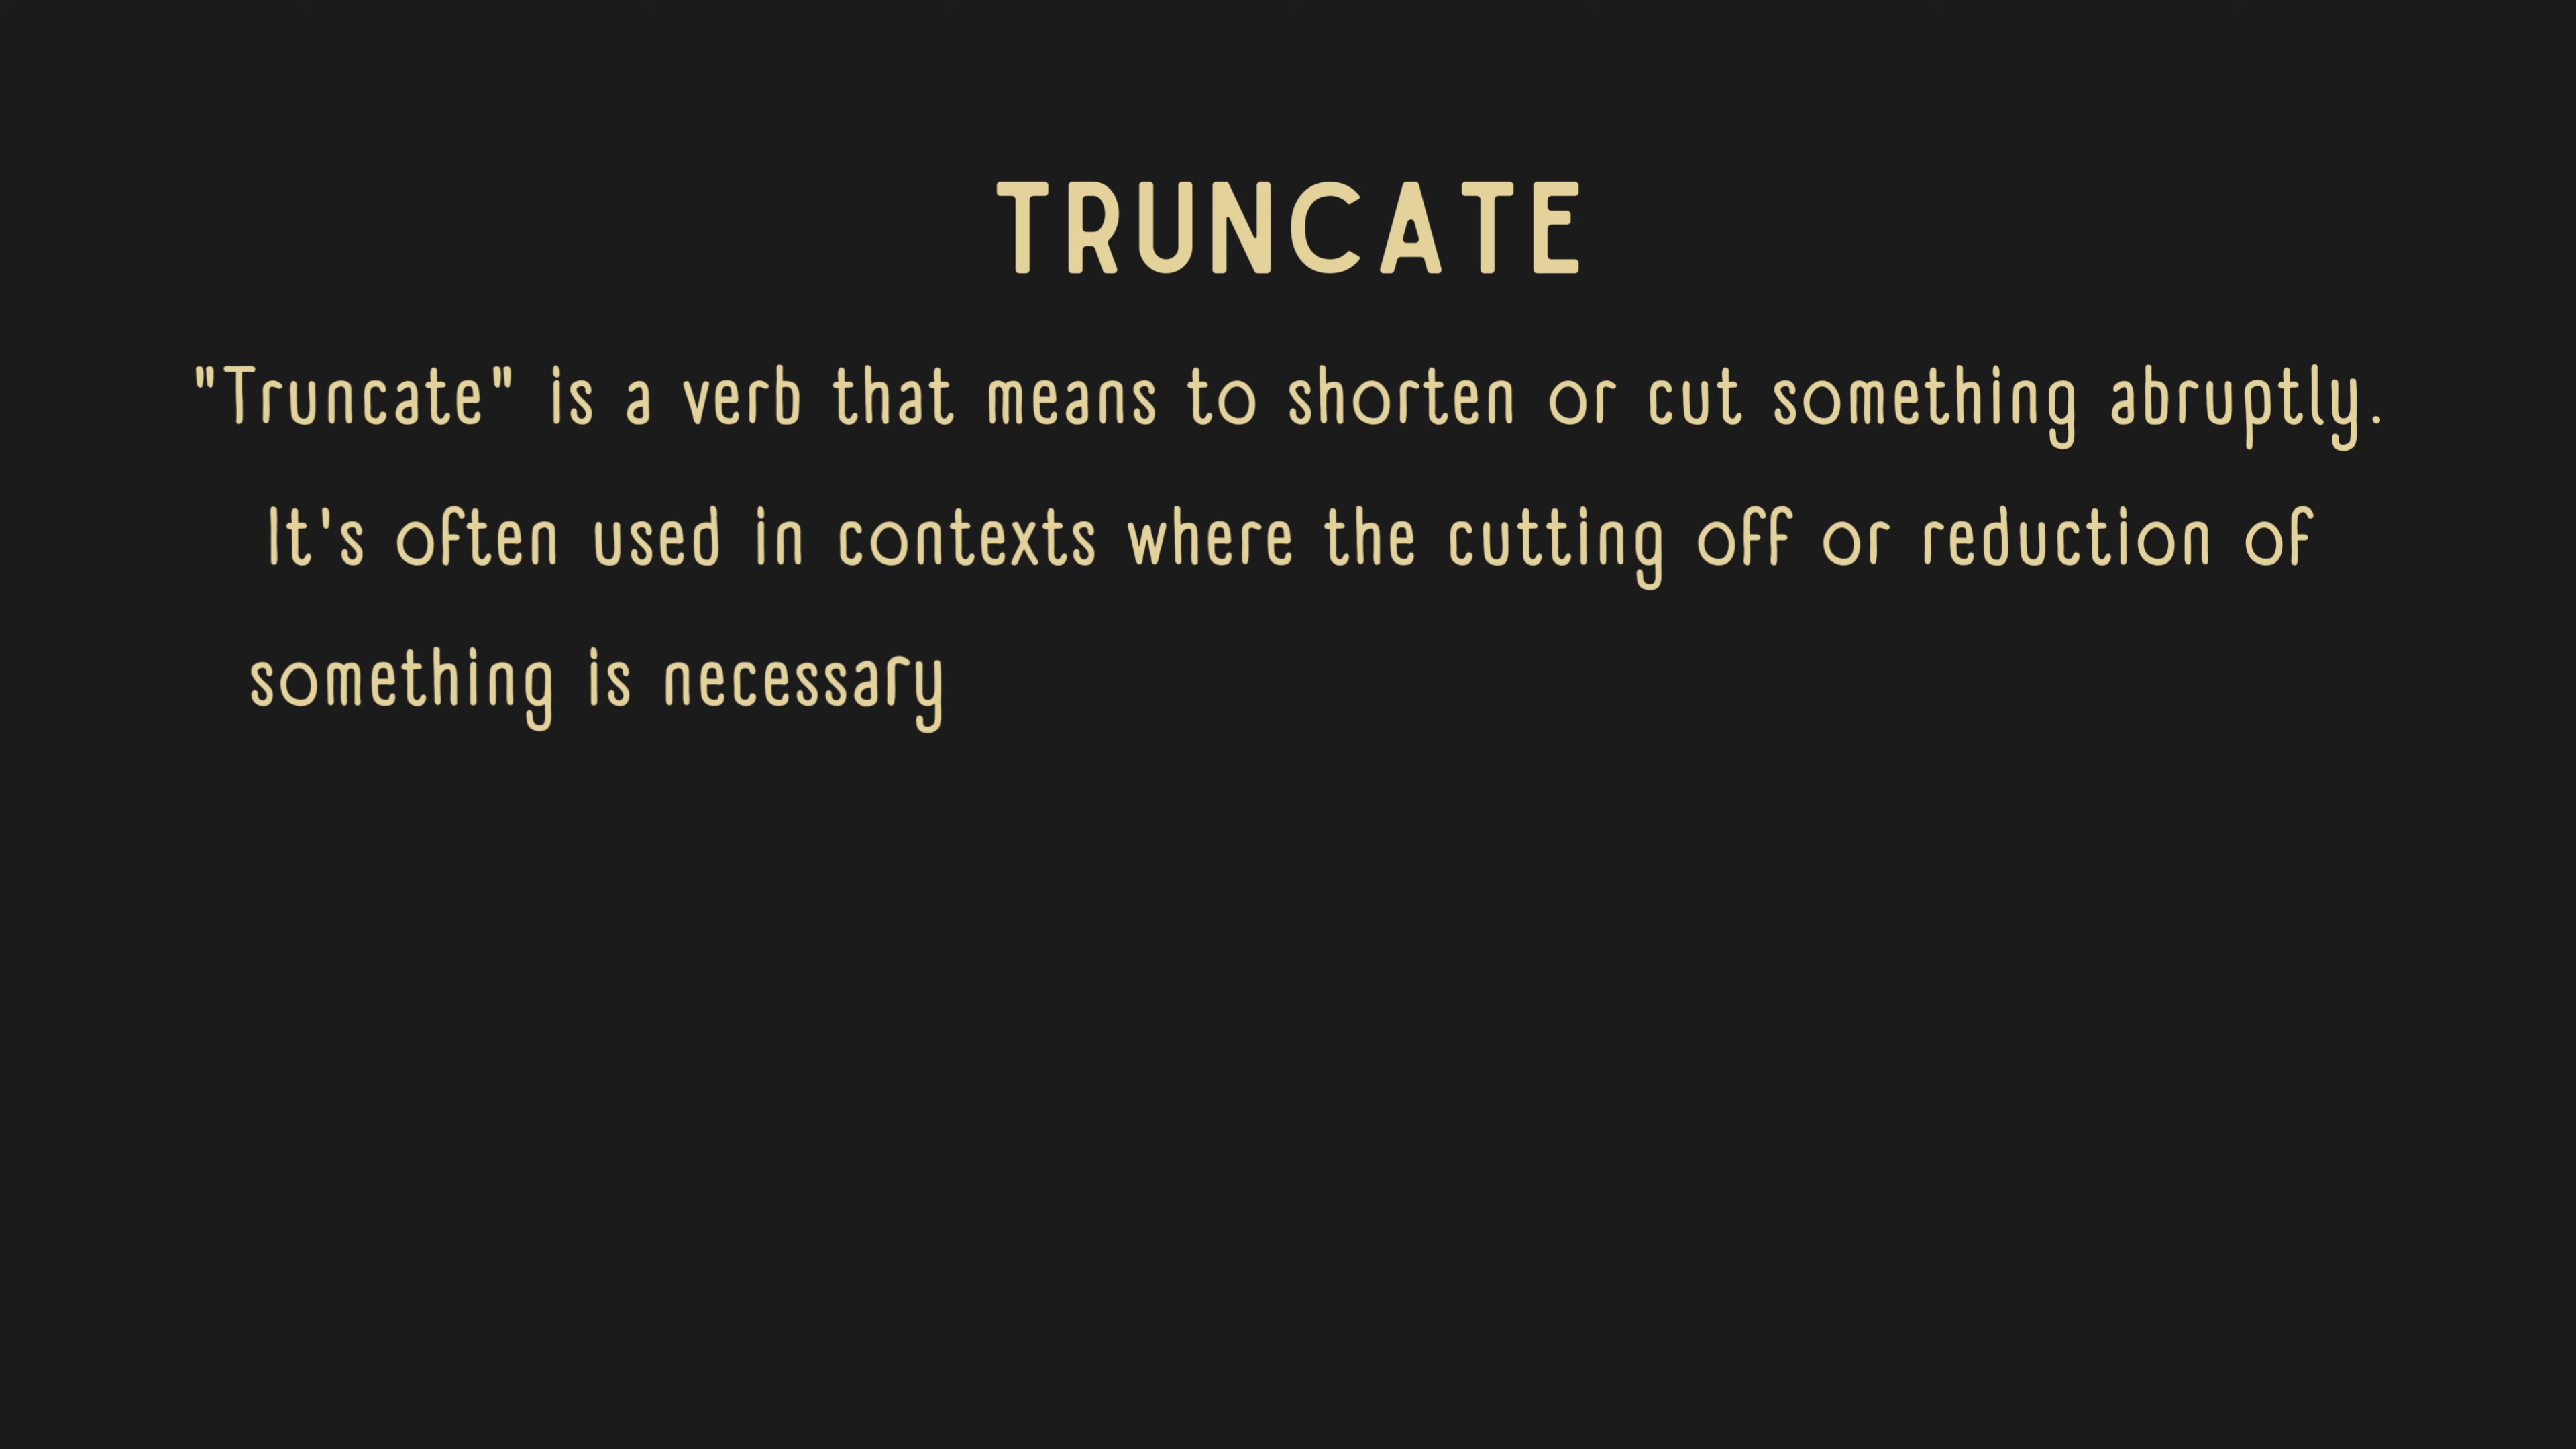 TRUNCATE
"Truncate" is a verb that means to shorten or cut something abruptly.
It's often used in contexts where the cutting off or reduction of
something is necessary